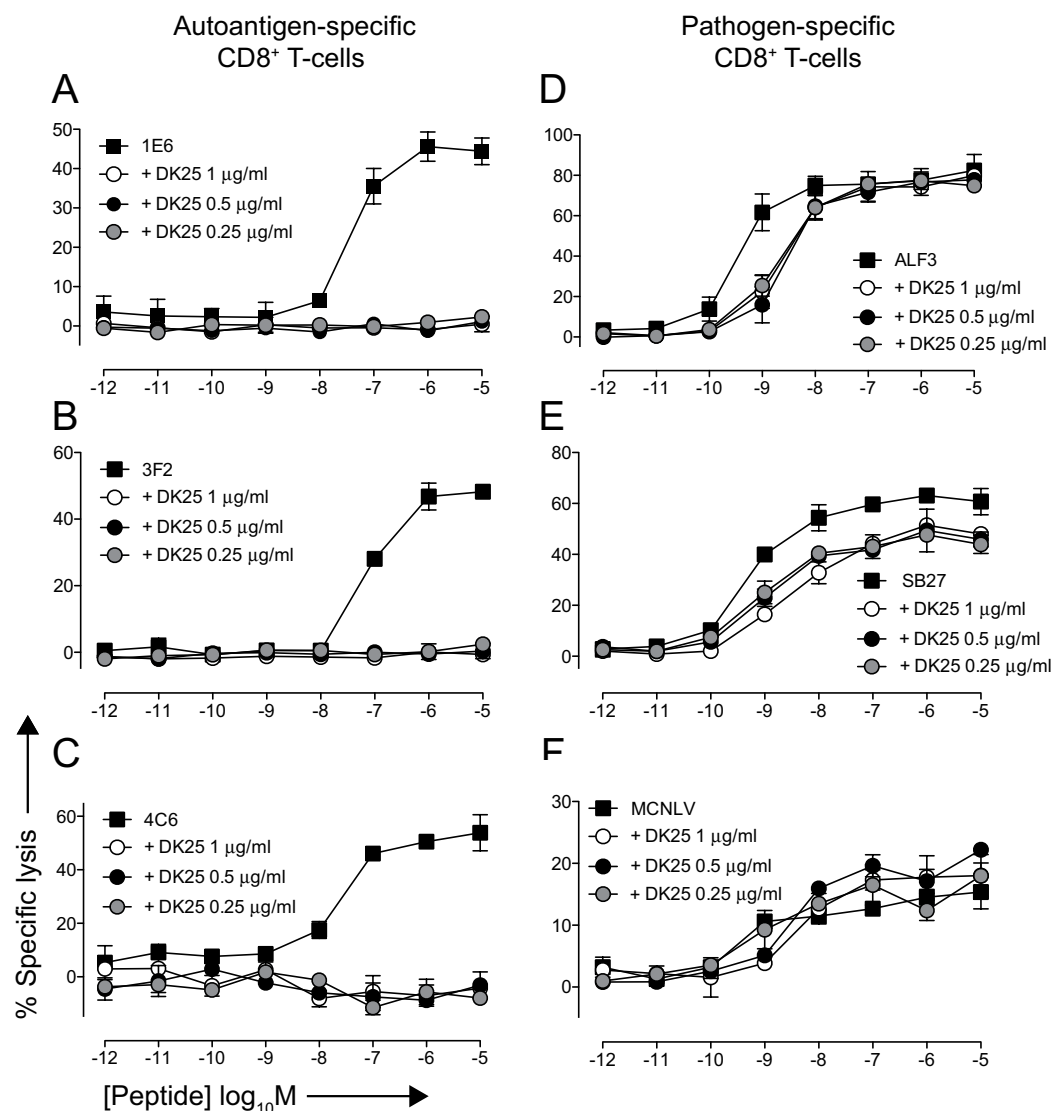 Autoantigen-specific
CD8⁺ T-cells
Pathogen-specific
CD8⁺ T-cells
A
50
40
30
20
10
0
1E6
+ DK25 1 µg/ml
+ DK25 0.5 µg/ml
+ DK25 0.25 µg/ml
-12 -11 -10 -9 -8 -7 -6 -5
D
100
80
60
40
20
0
ALF3
+ DK25 1 µg/ml
+ DK25 0.5 µg/ml
+ DK25 0.25 µg/ml
-12 -11 -10 -9 -8 -7 -6 -5
B
60
40
20
0
3F2
+ DK25 1 µg/ml
+ DK25 0.5 µg/ml
+ DK25 0.25 µg/ml
-12 -11 -10 -9 -8 -7 -6 -5
E
80
60
40
20
0
SB27
+ DK25 1 µg/ml
+ DK25 0.5 µg/ml
+ DK25 0.25 µg/ml
-12 -11 -10 -9 -8 -7 -6 -5
C
60
40
20
0
4C6
+ DK25 1 µg/ml
+ DK25 0.5 µg/ml
+ DK25 0.25 µg/ml
-12 -11 -10 -9 -8 -7 -6 -5
F
30
20
10
0
MCNLV
+ DK25 1 µg/ml
+ DK25 0.5 µg/ml
+ DK25 0.25 µg/ml
-12 -11 -10 -9 -8 -7 -6 -5
% Specific lysis
[Peptide] log₁₀M